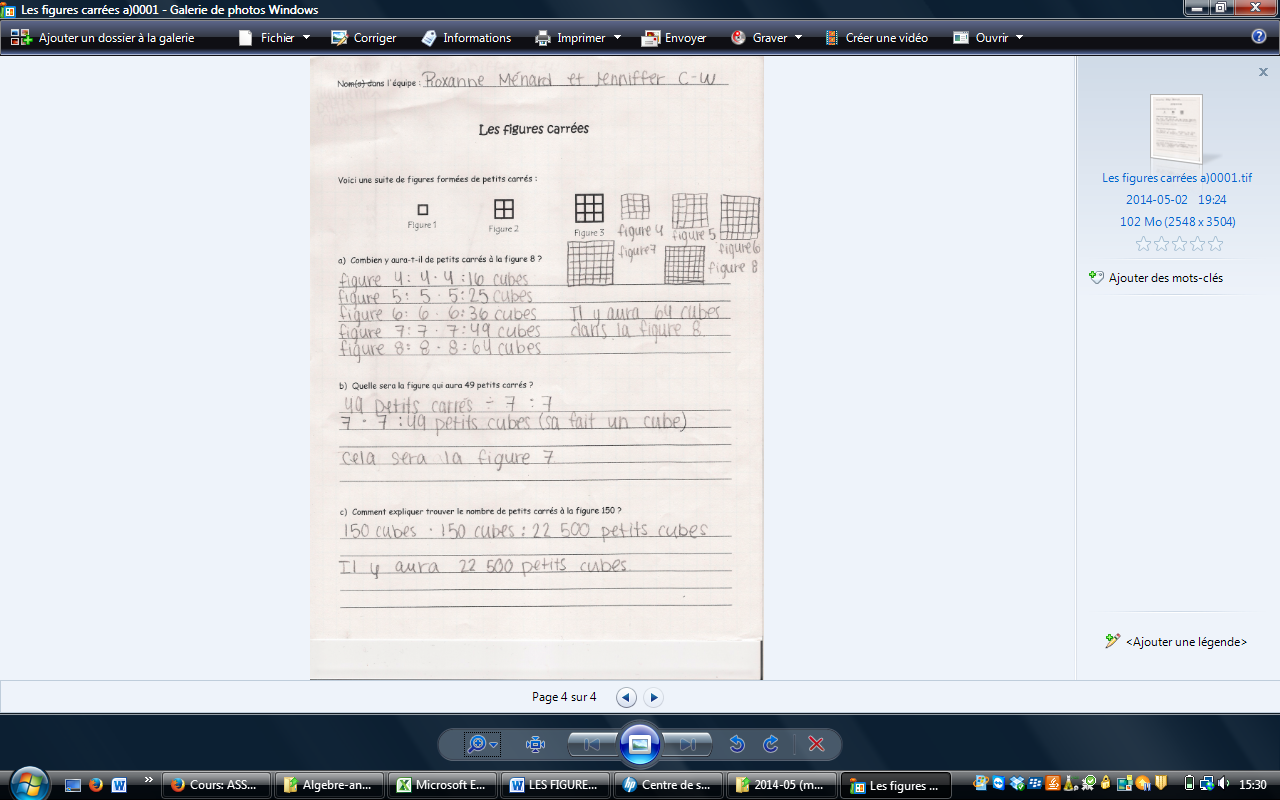 Les figures carrées a)0001 - Galerie de photos Windows
Ajouter un dossier à la galerie
Fichier
Corriger
Informations
Imprimer
Envoyer
Graver
Créer une vidéo
Ouvrir
Nom(s) dans l'équipe : Roxanne Ménard et Jenniffer C-W
Les figures carrées
Voici une suite de figures formées de petits carrés :
Figure 1
Figure 2
Figure 3
figure 4
figure 5
figure 6
figure 7
figure 8
a) Combien y aura-t-il de petits carrés à la figure 8 ?
figure 4: 4 · 4 :16 cubes
figure 5: 5 · 5:25 cubes
figure 6: 6 · 6:36 cubes
figure 7: 7 · 7:49 cubes
figure 8: 8 · 8:64 cubes
Il y aura 64 cubes
dans la figure 8
b) Quelle sera la figure qui aura 49 petits carrés ?
49 petits carrés ÷ 7 : 7
7 · 7 :49 petits cubes (sa fait un cube)
Cela sera la figure 7
c) Comment expliquer trouver le nombre de petits carrés à la figure 150 ?
150 cubes · 150 cubes : 22 500 petits cubes
Il y aura 22 500 petits cubes
Les figures carrées a)0001.tif
2014-05-02 19:24
102 Mo (2548 x 3504)
Ajouter des mots-clés
<Ajouter une légende>
Page 4 sur 4
Cours: ASS...
Algebre-an...
Microsoft E...
LES FIGURE...
Centre de s...
2014-05 (m...
Les figures ...
15:30